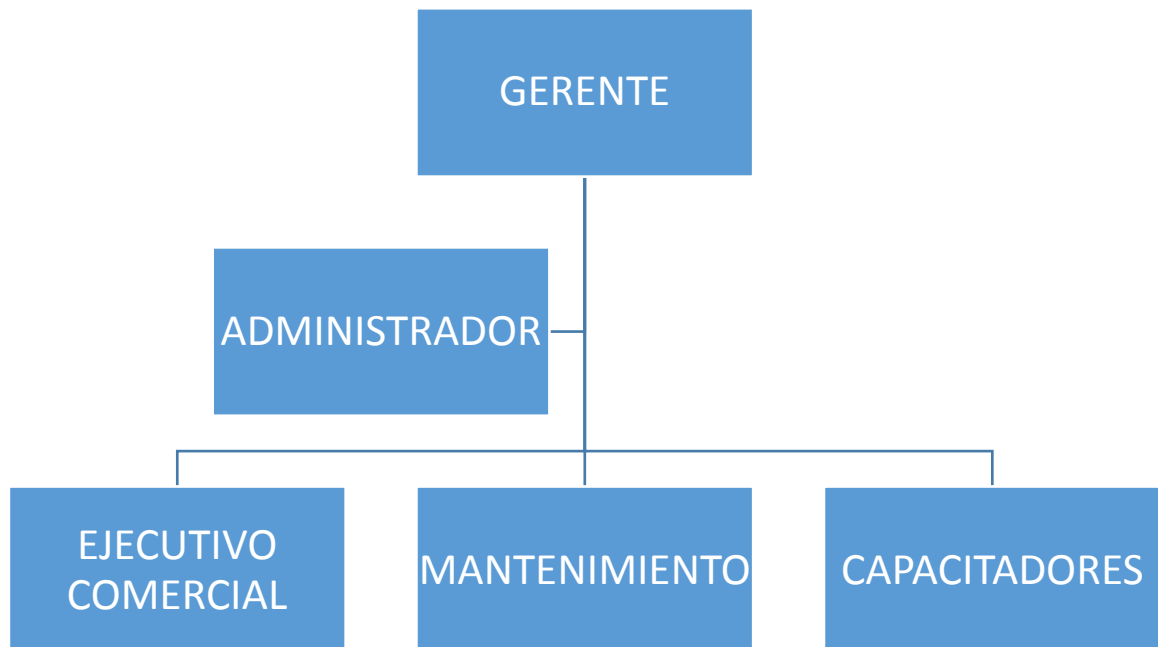 GERENTE
ADMINISTRADOR
EJECUTIVO
COMERCIAL
MANTENIMIENTO
CAPACITADORES